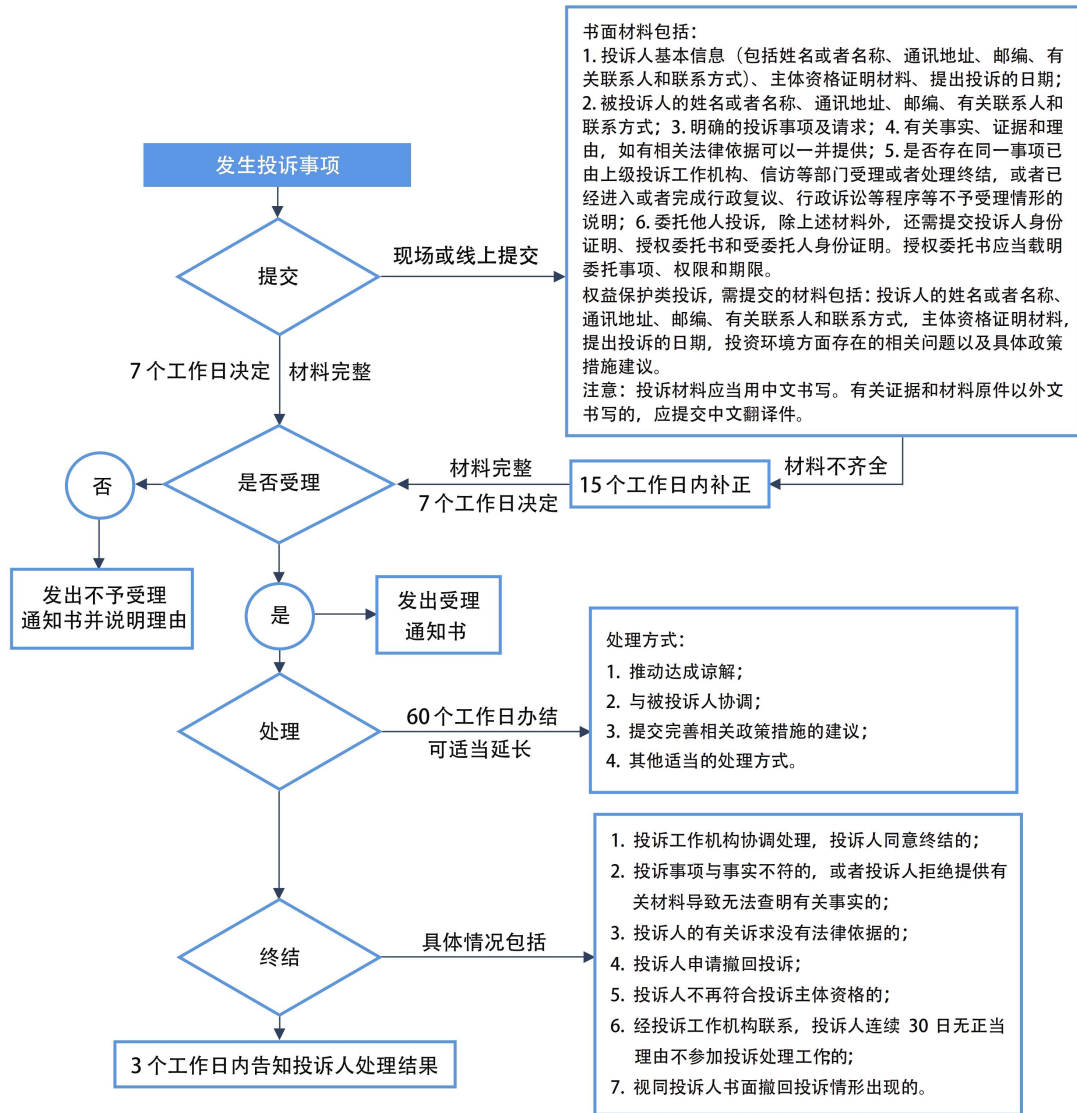 发生投诉事项
提交
现场或线上提交
书面材料包括：
1. 投诉人基本信息（包括姓名或者名称、通讯地址、邮编、有
关联系人和联系方式）、主体资格证明材料、提出投诉的日期；
2. 被投诉人的姓名或者名称、通讯地址、邮编、有关联系人和
联系方式；3. 明确的投诉事项及请求；4. 有关事实、证据和理
由，如有相关法律依据可以一并提供；5. 是否存在同一事项已
由上级投诉工作机构、信访等部门受理或者处理终结，或者已
经进入或者完成行政复议、行政诉讼等程序等不予受理情形的
说明；6. 委托他人投诉，除上述材料外，还需提交投诉人身份
证明、授权委托书和受委托人身份证明。授权委托书应当载明
委托事项、权限和期限。
权益保护类投诉，需提交的材料包括：投诉人的姓名或者名称、
通讯地址、邮编、有关联系人和联系方式，主体资格证明材料，
提出投诉的日期，投资环境方面存在的相关问题以及具体政策
措施建议。
注意：投诉材料应当用中文书写。有关证据和材料原件以外文
书写的，应提交中文翻译件。
7 个工作日决定 材料完整
材料不齐全
15 个工作日内补正
材料完整
7 个工作日决定
是否受理
否
发出不予受理
通知书并说明理由
是
发出受理
通知书
处理
60 个工作日办结
可适当延长
处理方式：
1. 推动达成谅解；
2. 与被投诉人协调；
3. 提交完善相关政策措施的建议；
4. 其他适当的处理方式。
终结
具体情况包括
1. 投诉工作机构协调处理，投诉人同意终结的；
2. 投诉事项与事实不符的，或者投诉人拒绝提供有
关材料导致无法查明有关事实的；
3. 投诉人的有关诉求没有法律依据的；
4. 投诉人申请撤回投诉；
5. 投诉人不再符合投诉主体资格的；
6. 经投诉工作机构联系，投诉人连续 30 日无正当
理由不参加投诉处理工作的；
7. 视同投诉人书面撤回投诉情形出现的。
3 个工作日内告知投诉人处理结果